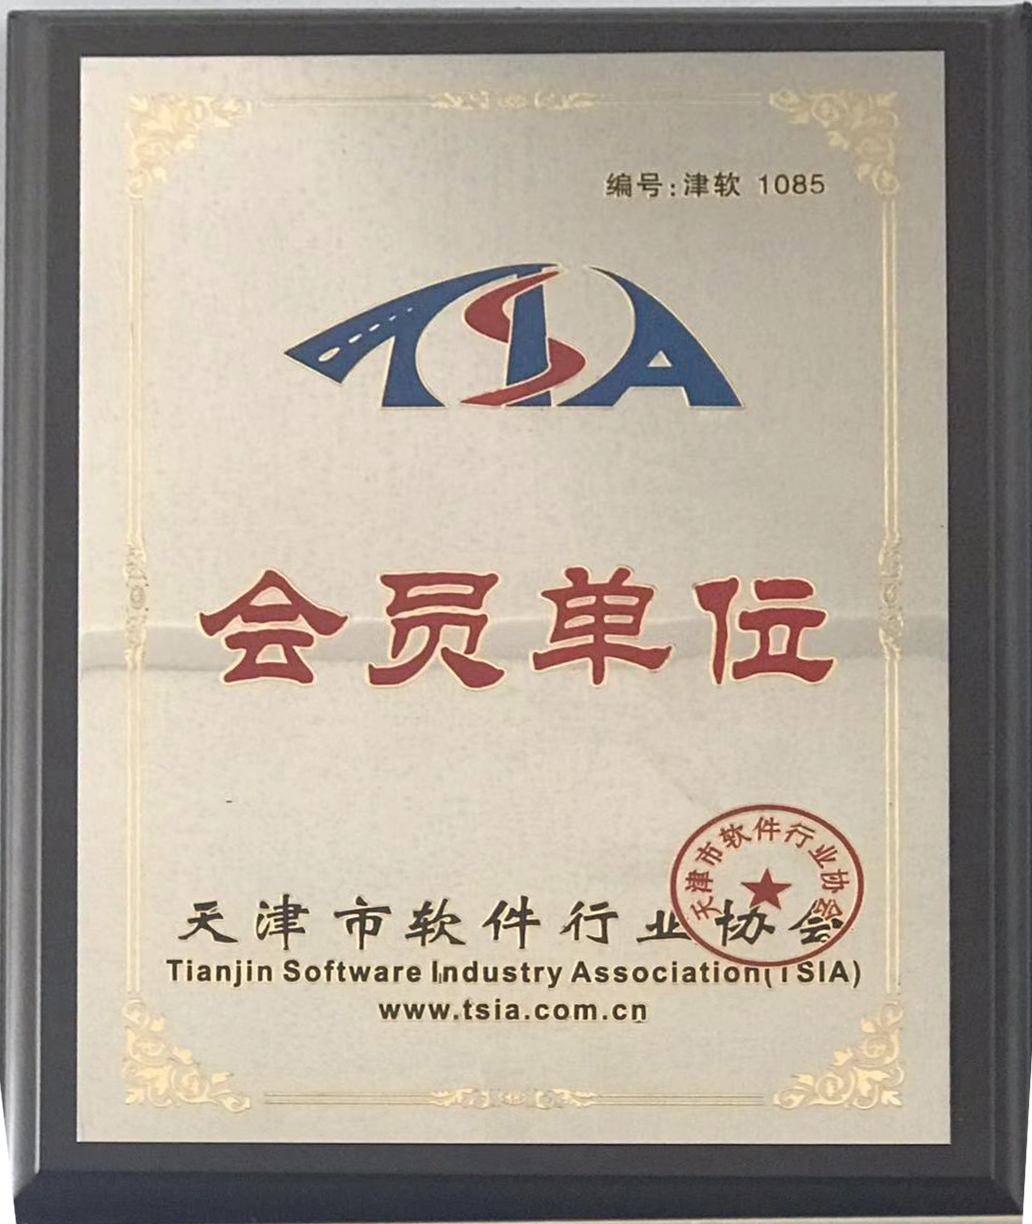 编号:津软 1085
TSIA
会员单位
天津市软件行业协会
天津市软件行业协会
Tianjin Software Industry Association(TSIA)
www.tsia.com.cn